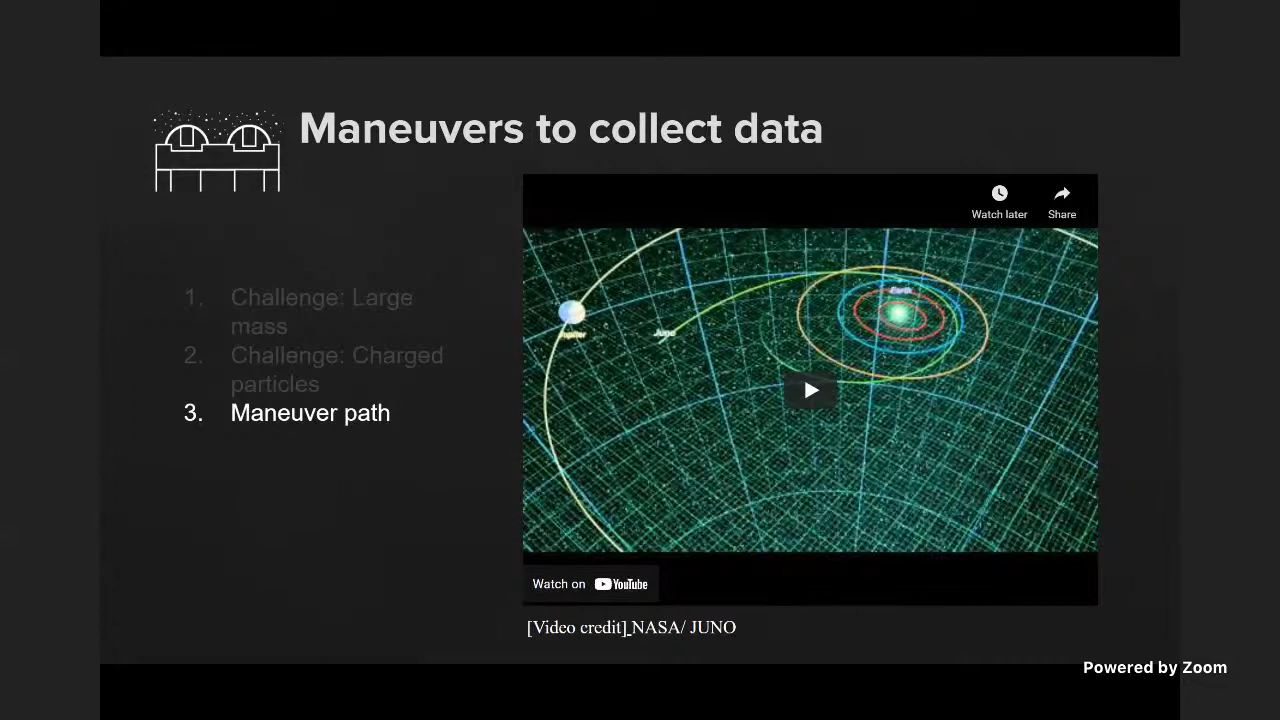 Maneuvers to collect data
Watch later
Share
Earth
Jupiter
Juno
1. Challenge: Large
mass
2. Challenge: Charged
particles
3. Maneuver path
Watch on YouTube
[Video credit] NASA/ JUNO
Powered by Zoom